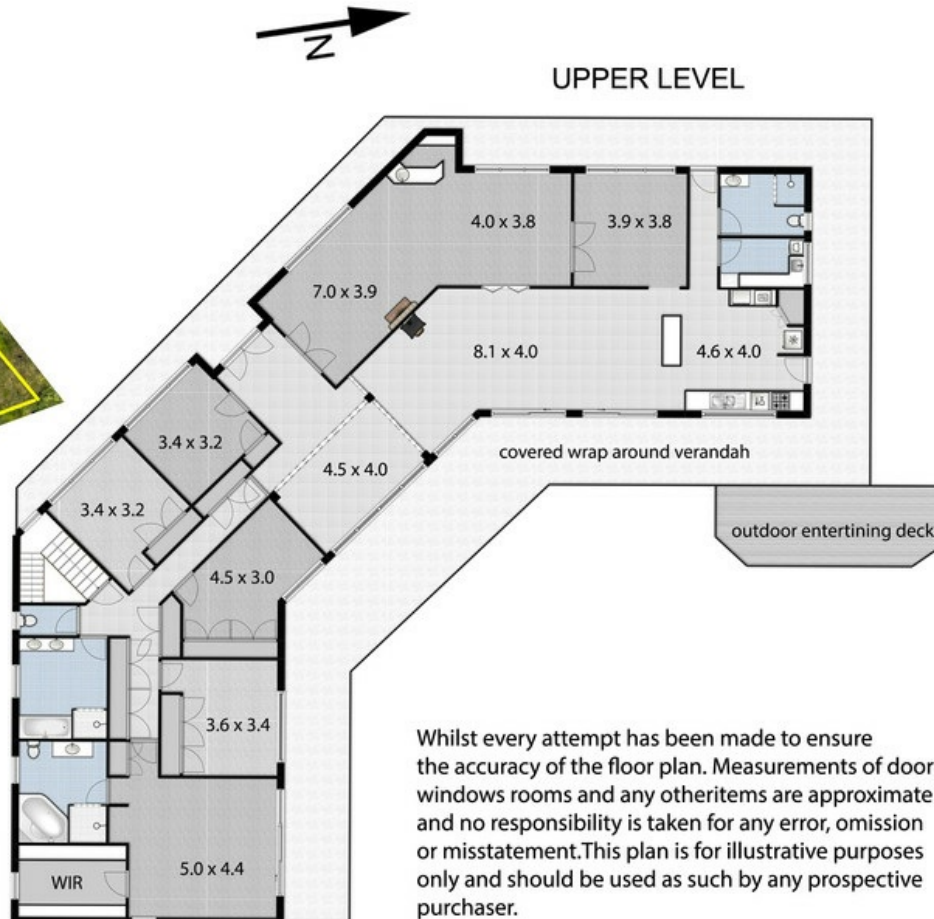 N
UPPER LEVEL
4.0 x 3.8
3.9 x 3.8
7.0 x 3.9
8.1 x 4.0
4.6 x 4.0
3.4 x 3.2
covered wrap around verandah
4.5 x 4.0
3.4 x 3.2
outdoor entertining deck
4.5 x 3.0
3.6 x 3.4
Whilst every attempt has been made to ensure
the accuracy of the floor plan. Measurements of door
windows rooms and any otheritems are approximate
and no responsibility is taken for any error, omission
or misstatement.This plan is for illustrative purposes
only and should be used as such by any prospective
purchaser.
5.0 x 4.4
WIR